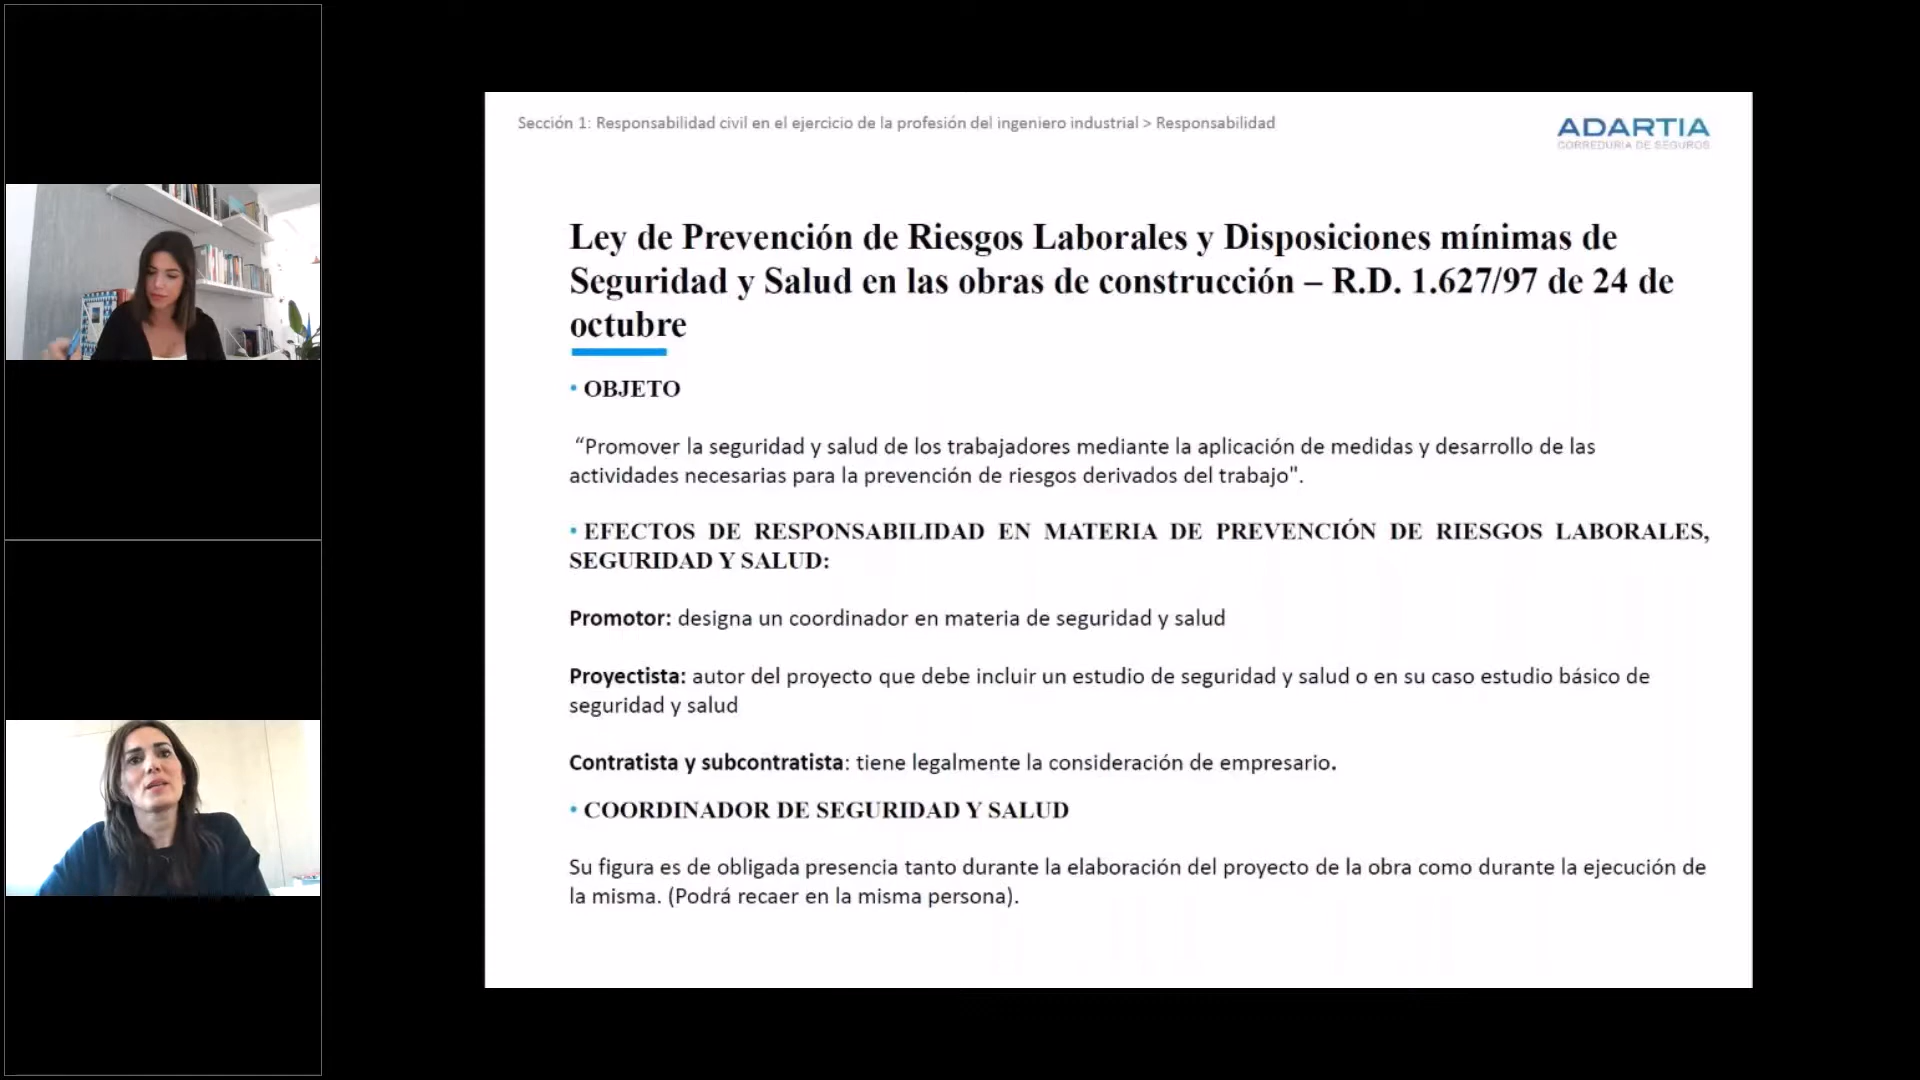 Sección 1: Responsabilidad civil en el ejercicio de la profesión del ingeniero industrial > Responsabilidad
ADARTIA
CORREDURIA DE SEGUROS
Ley de Prevención de Riesgos Laborales y Disposiciones mínimas de
Seguridad y Salud en las obras de construcción – R.D. 1.627/97 de 24 de
octubre
• OBJETO
“Promover la seguridad y salud de los trabajadores mediante la aplicación de medidas y desarrollo de las
actividades necesarias para la prevención de riesgos derivados del trabajo".
• EFECTOS DE RESPONSABILIDAD EN MATERIA DE PREVENCIÓN DE RIESGOS LABORALES,
SEGURIDAD Y SALUD:
Promotor: designa un coordinador en materia de seguridad y salud
Proyectista: autor del proyecto que debe incluir un estudio de seguridad y salud o en su caso estudio básico de
seguridad y salud
Contratista y subcontratista: tiene legalmente la consideración de empresario.
• COORDINADOR DE SEGURIDAD Y SALUD
Su figura es de obligada presencia tanto durante la elaboración del proyecto de la obra como durante la ejecución de
la misma. (Podrá recaer en la misma persona).